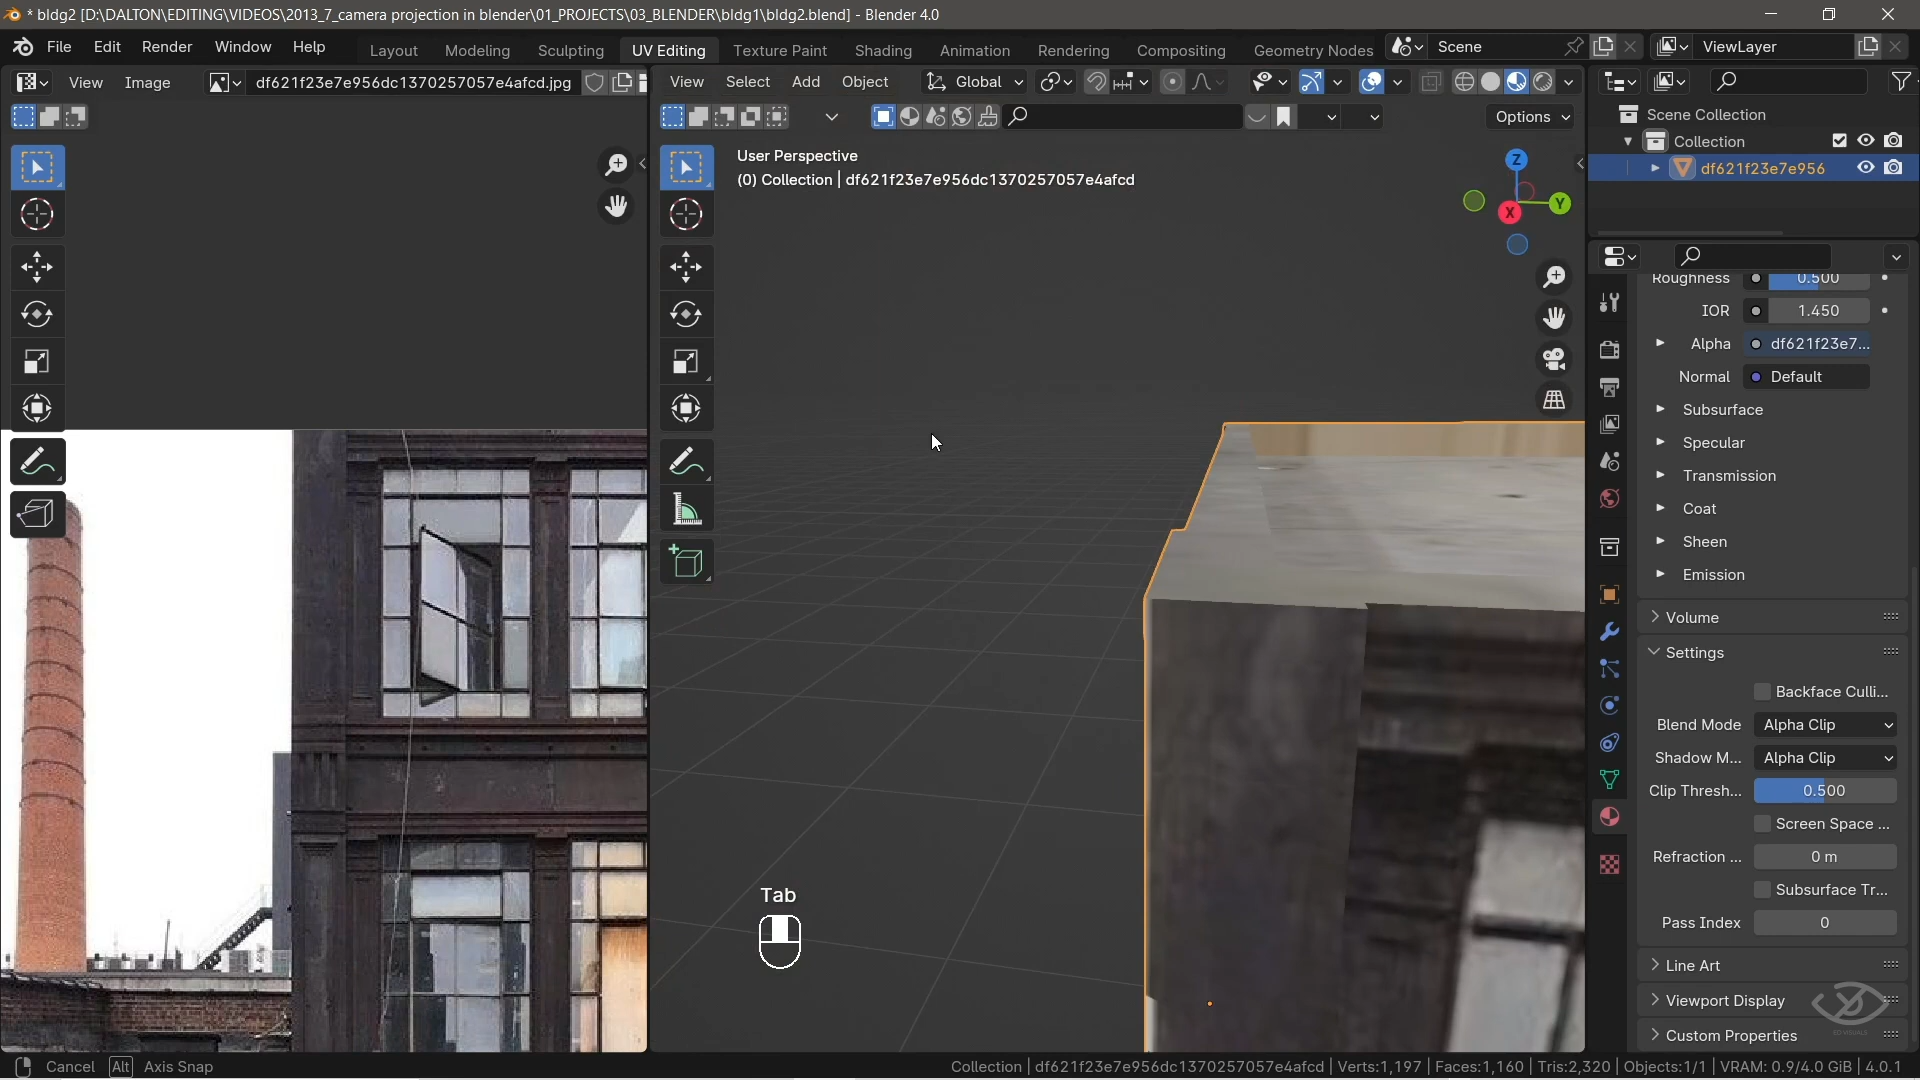 * bldg2 [D:\DALTON\EDITING\VIDEOS\2013_7_camera projection in blender\01_PROJECTS\03_BLENDER\bldg1\bldg2.blend] - Blender 4.0
File Edit Render Window Help
Layout Modeling Sculpting UV Editing Texture Paint Shading Animation Rendering Compositing Geometry Nodes
Scene
ViewLayer
View Image
df621f23e7e956dc1370257057e4afcd.jpg
View Select Add Object
Global
Options
User Perspective
(0) Collection | df621f23e7e956dc1370257057e4afcd
Z
Y
X
Scene Collection
Collection
df621f23e7e956
Roughness 0.500
IOR 1.450
Alpha df621f23e7...
Normal Default
Subsurface
Specular
Transmission
Coat
Sheen
Emission
Volume
Settings
Backface Culli...
Blend Mode Alpha Clip
Shadow M... Alpha Clip
Clip Thresh... 0.500
Screen Space ...
Refraction ... 0 m
Subsurface Tr...
Pass Index 0
Line Art
Viewport Display
Custom Properties
Tab
Cancel Alt Axis Snap
Collection | df621f23e7e956dc1370257057e4afcd | Verts:1,197 | Faces:1,160 | Tris:2,320 | Objects:1/1 | VRAM: 0.9/4.0 GiB | 4.0.1